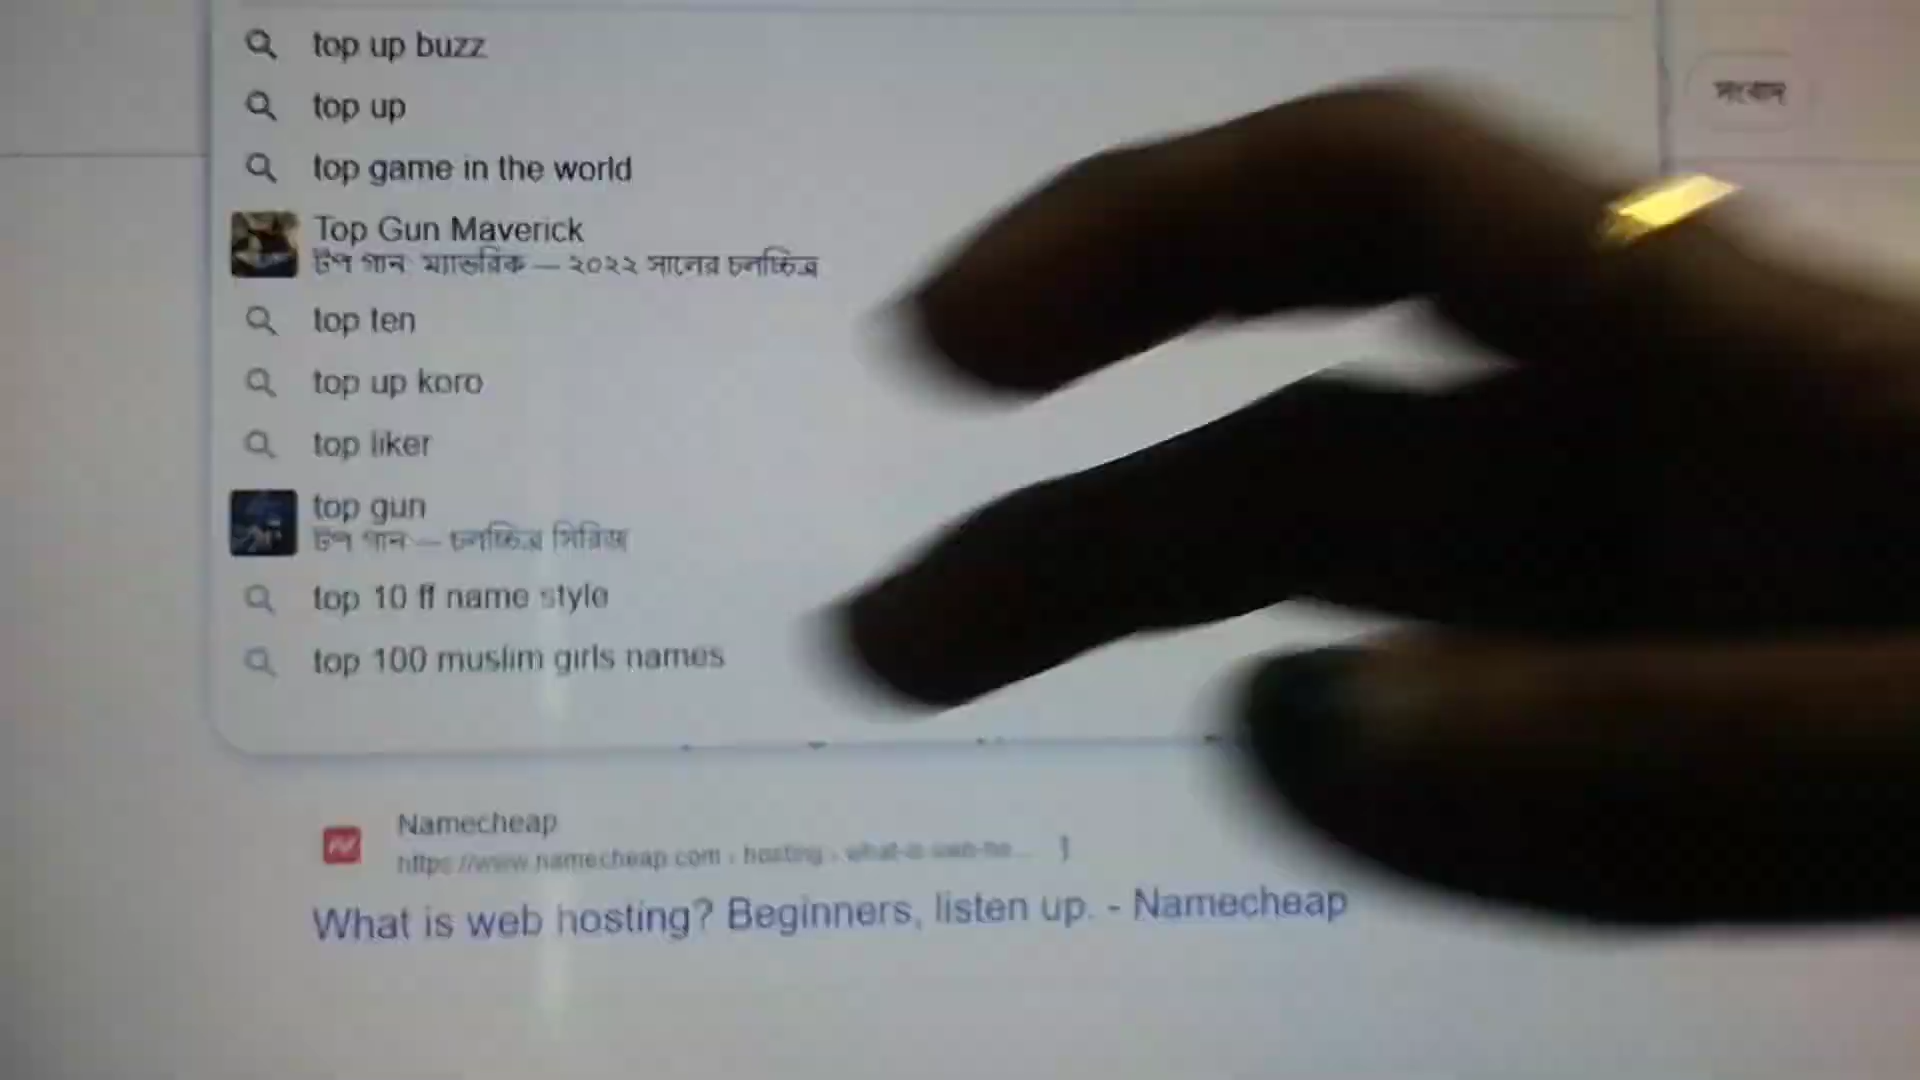 top up buzz
top up
সংবাদ
top game in the world
Top Gun Maverick
টপ গান: ম্যাভেরিক — ২০২২ সালের চলচ্চিত্র
top ten
top up koro
top liker
top gun
টপ গান — চলচ্চিত্র সিরিজ
top 10 ff name style
top 100 muslim girls names
Namecheap
https://www.namecheap.com › hosting ›
What is web hosting? Beginners, listen up. - Namecheap